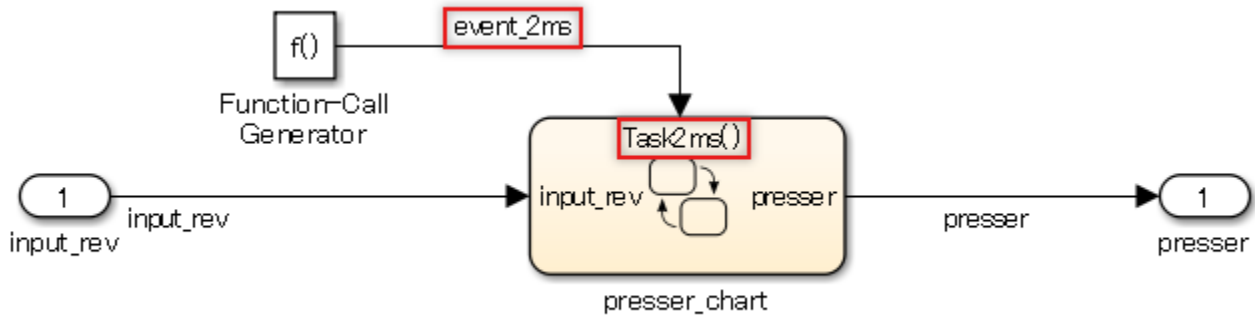 event_2ms
f()
Function-Call
Generator
Task2ms()
1
input_rev
input_rev
input_rev
presser
presser
1
presser
presser_chart